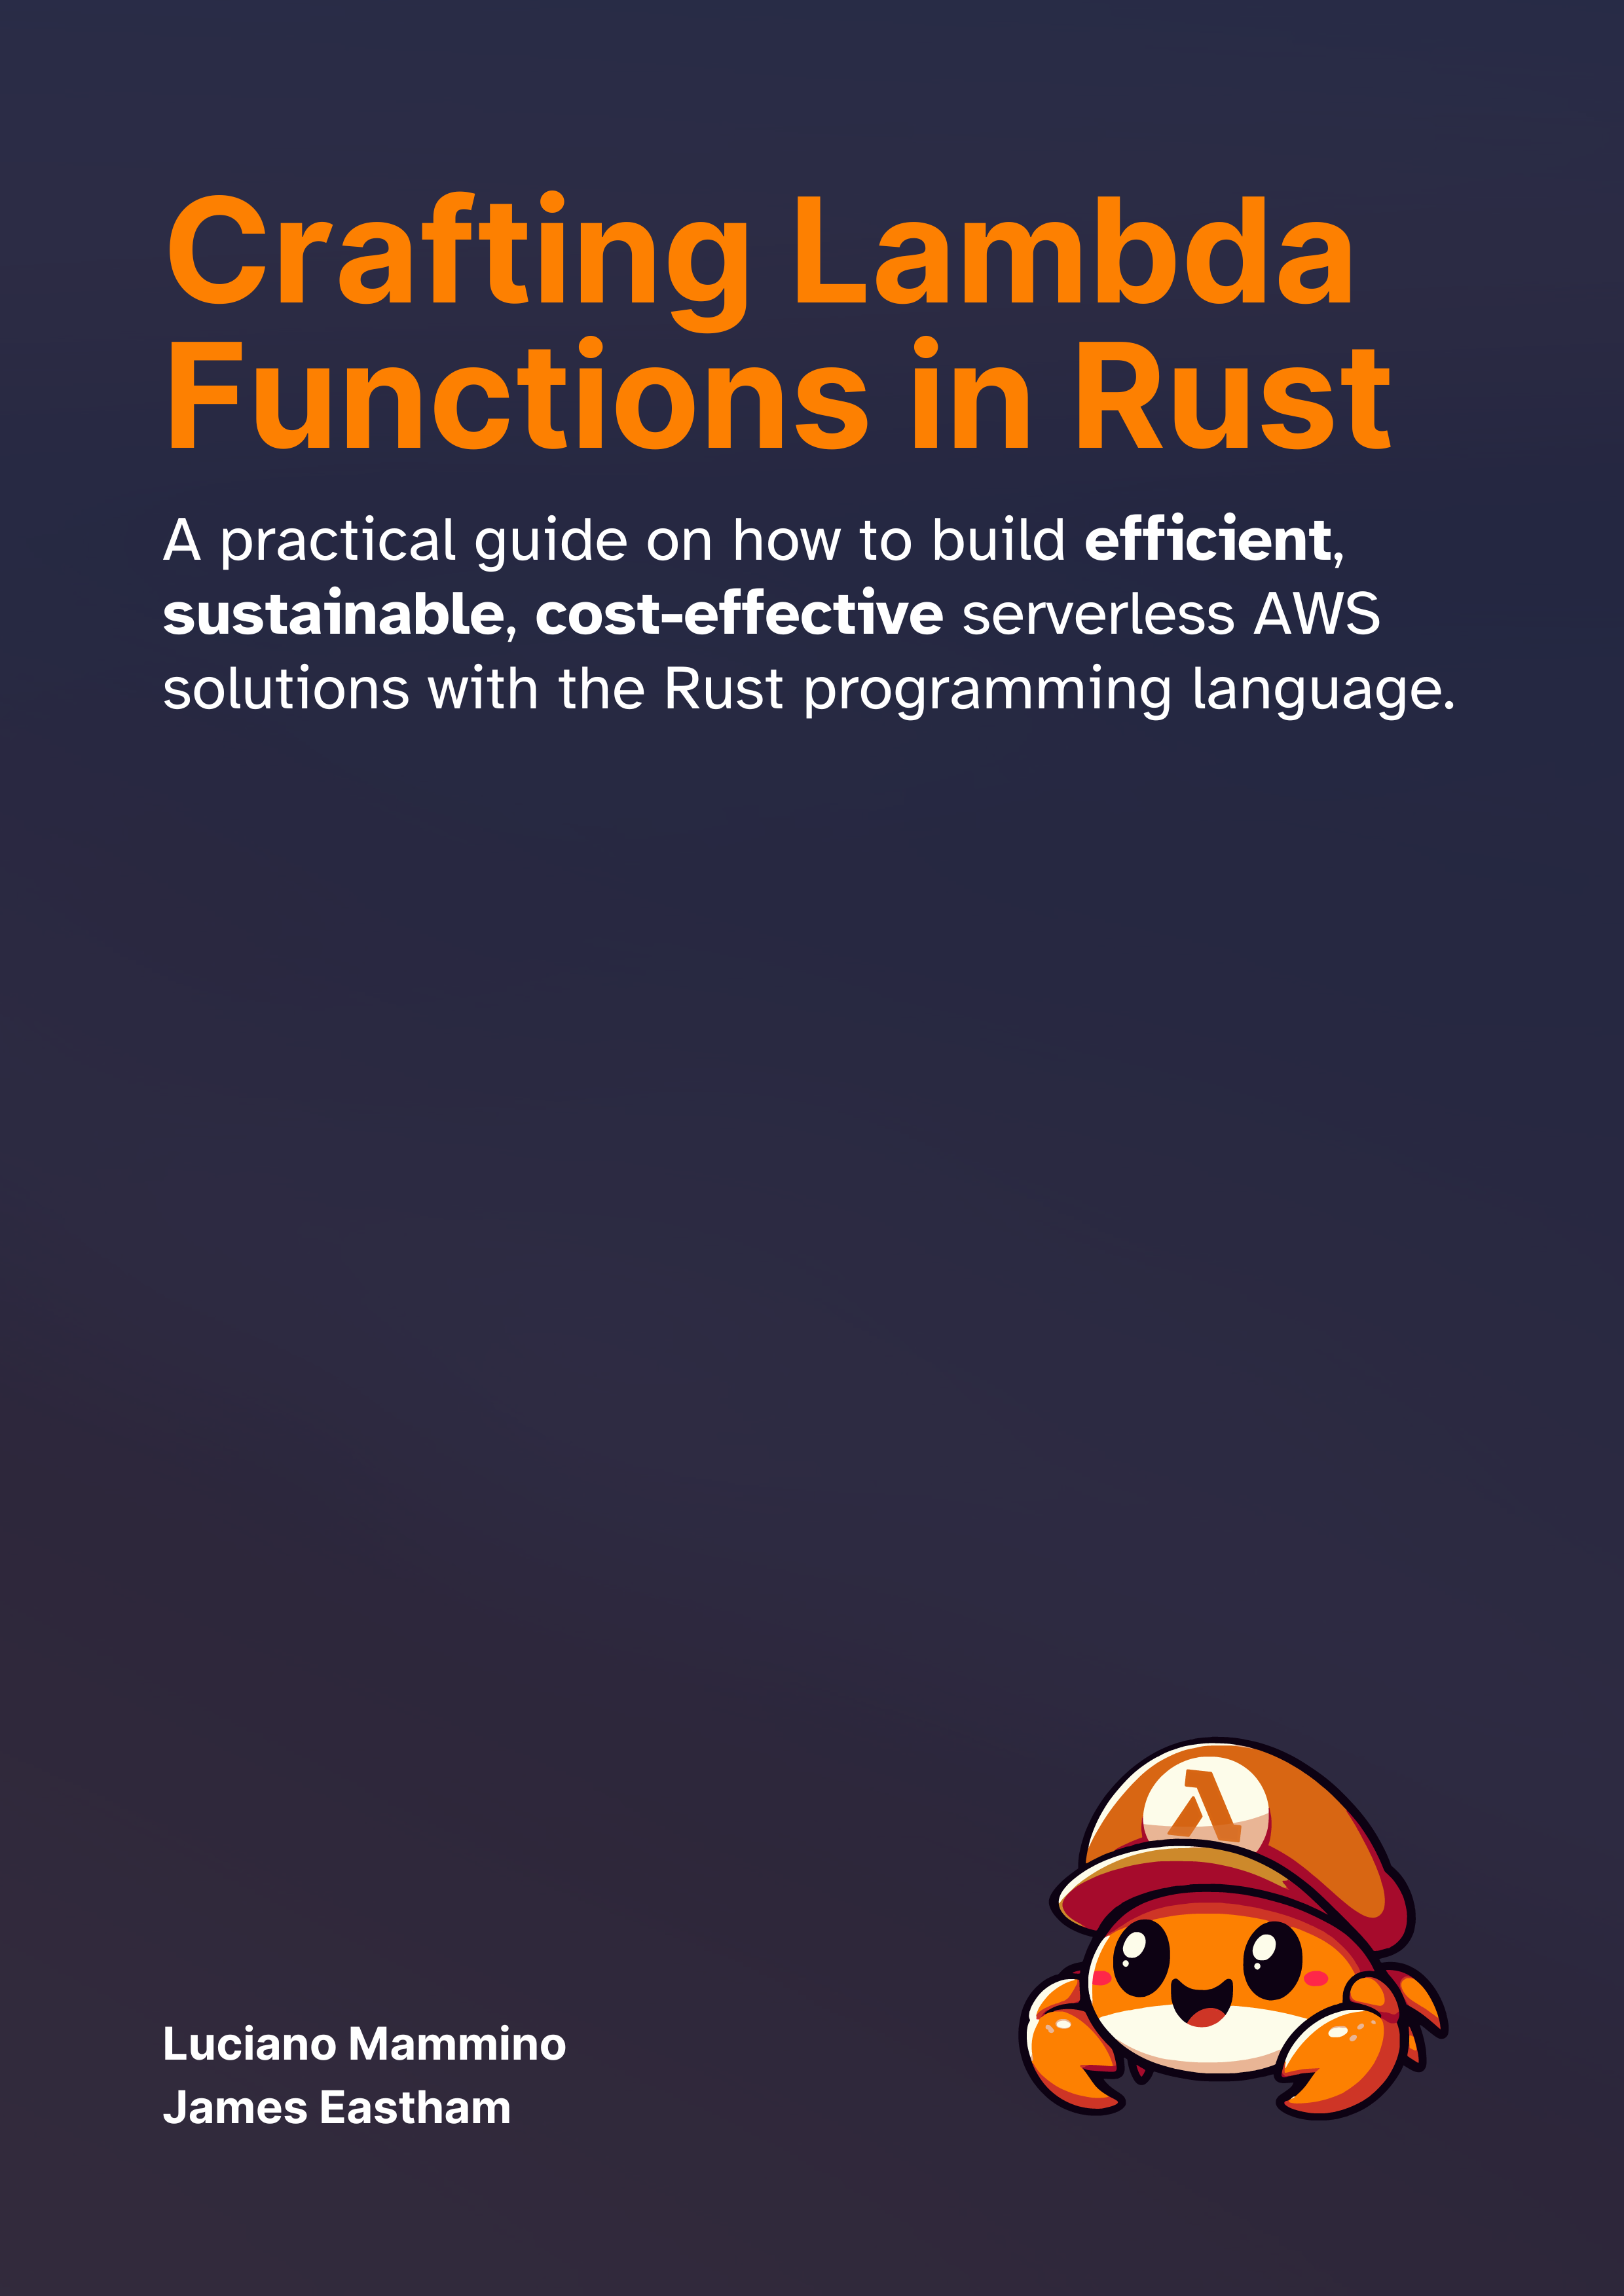 Crafting Lambda
Functions in Rust
A practical guide on how to build efficient,
sustainable, cost-effective serverless AWS
solutions with the Rust programming language.
λ
Luciano Mammino
James Eastham